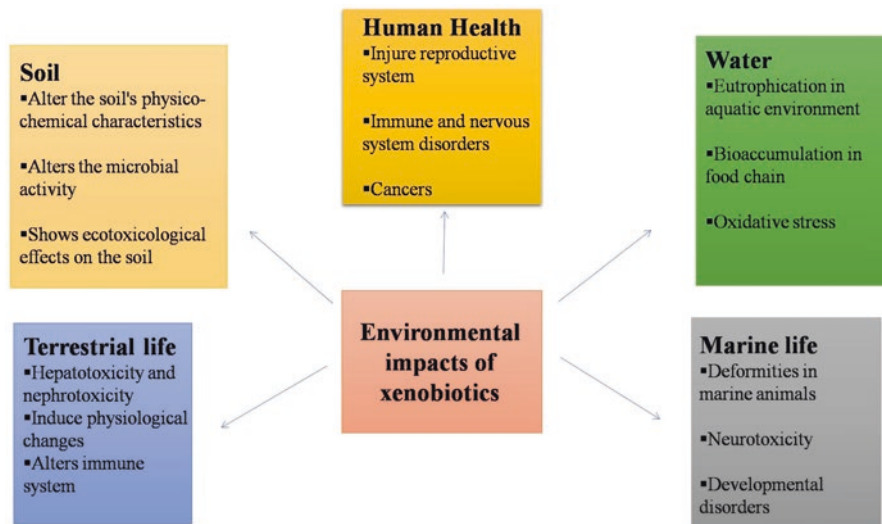 Soil
▪Alter the soil's physico-
chemical characteristics
▪Alters the microbial
activity
▪Shows ecotoxicological
effects on the soil
Human Health
▪Injure reproductive
system
▪Immune and nervous
system disorders
▪Cancers
Water
▪Eutrophication in
aquatic environment
▪Bioaccumulation in
food chain
▪Oxidative stress
Environmental
impacts of
xenobiotics
Terrestrial life
▪Hepatotoxicity and
nephrotoxicity
▪Induce physiological
changes
▪Alters immune
system
Marine life
▪Deformities in
marine animals
▪Neurotoxicity
▪Developmental
disorders